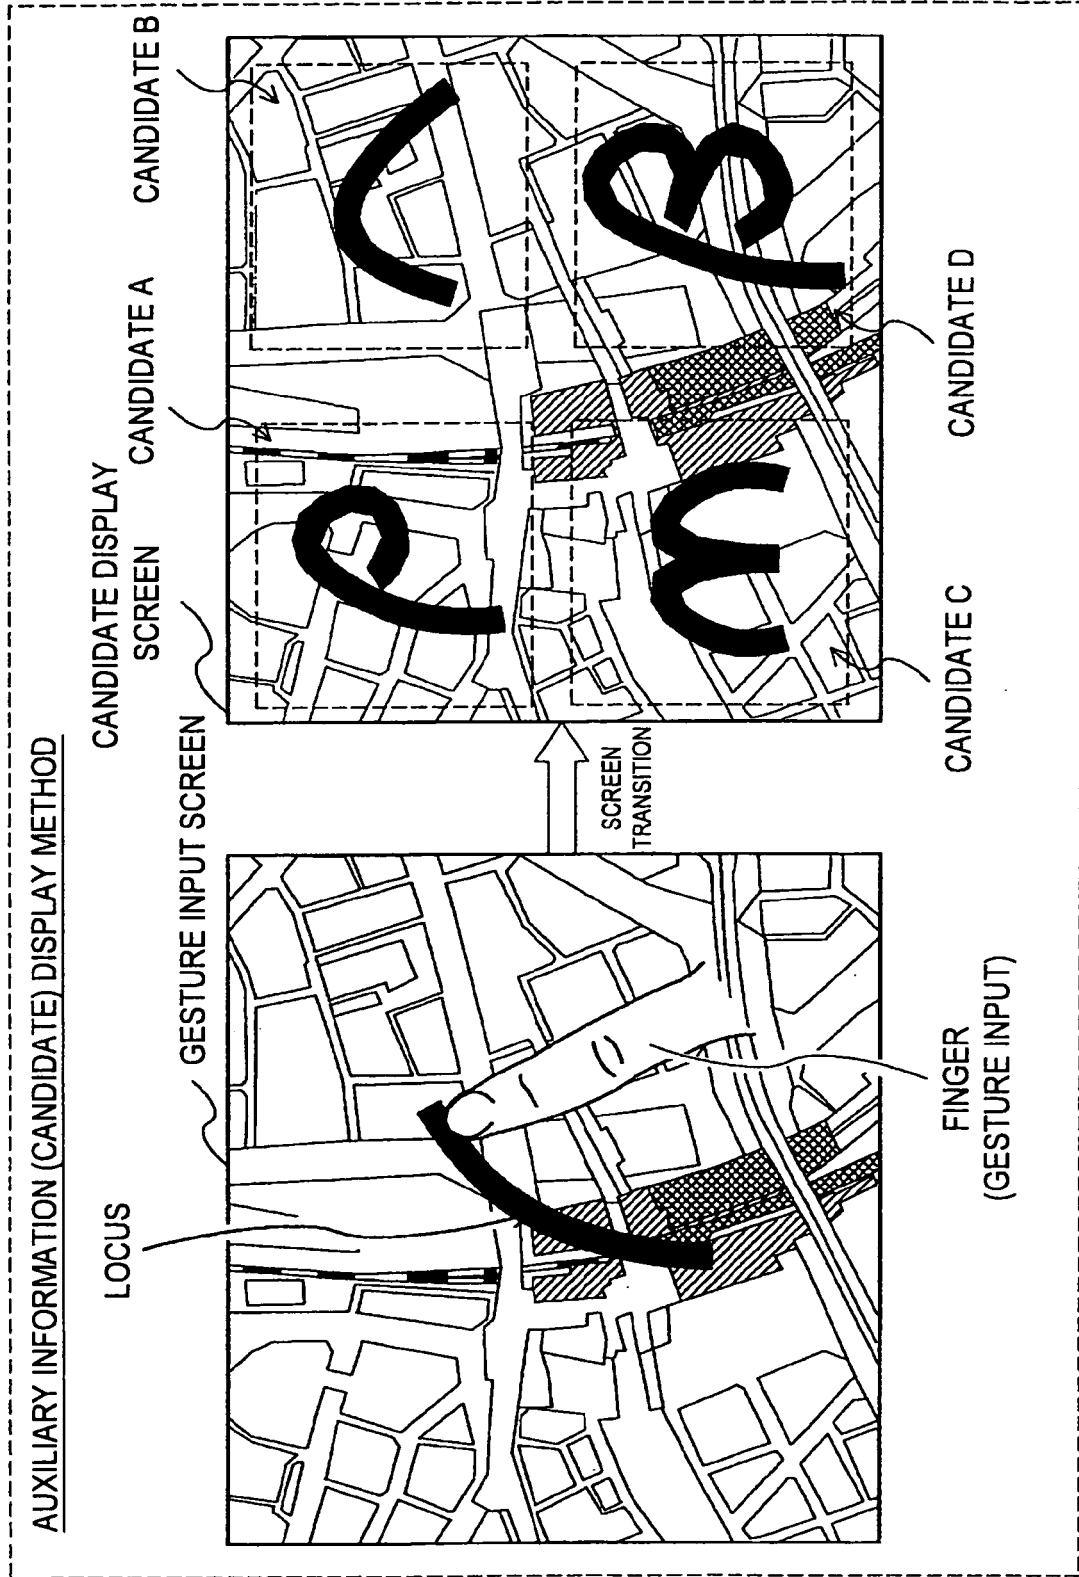 AUXILIARY INFORMATION (CANDIDATE) DISPLAY METHOD
LOCUS
GESTURE INPUT SCREEN
FINGER
(GESTURE INPUT)
SCREEN
TRANSITION
CANDIDATE DISPLAY
SCREEN
CANDIDATE A
CANDIDATE B
CANDIDATE C
CANDIDATE D